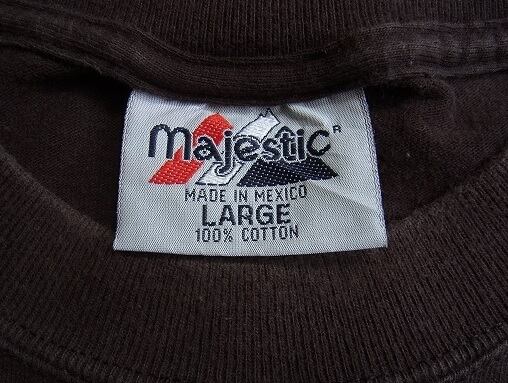 Majestic R
MADE IN MEXICO
LARGE
100% COTTON